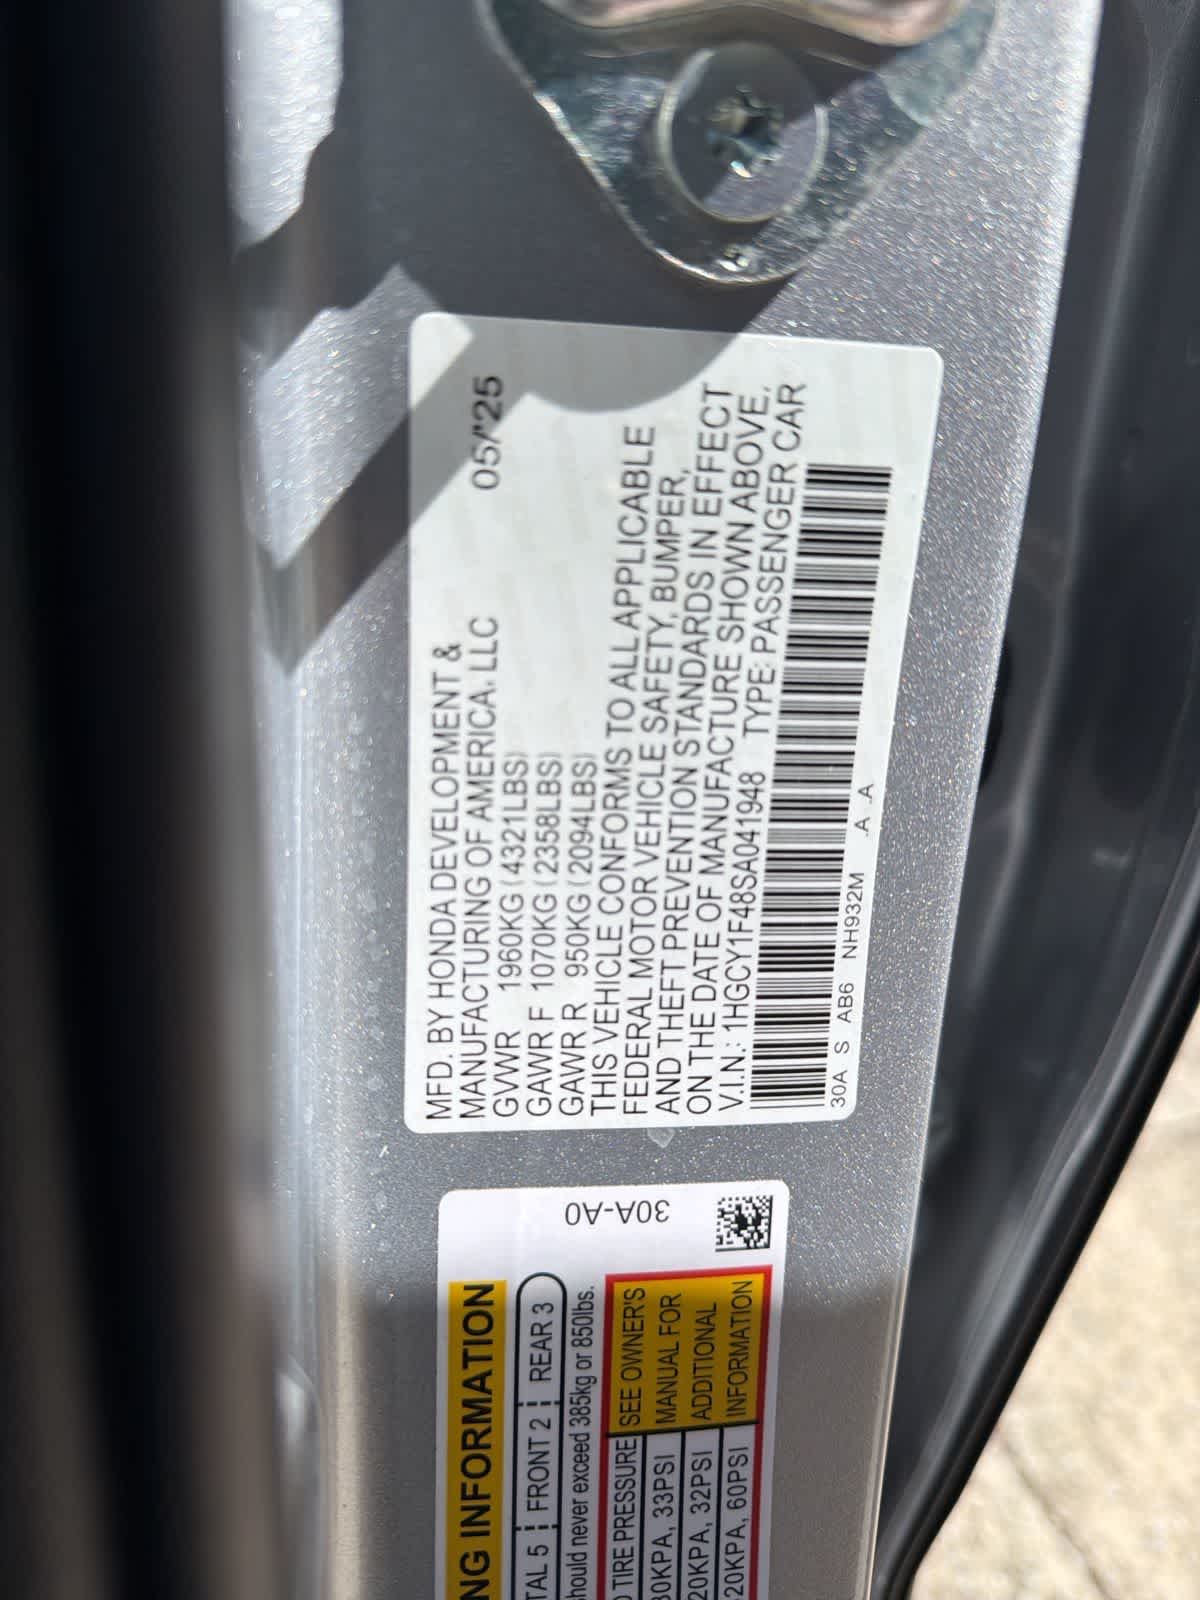 MFD. BY HONDA DEVELOPMENT &
MANUFACTURING OF AMERICA, LLC 05/'25
GVWR 1960KG (4321LBS)
GAWR F 1070KG (2358LBS)
GAWR R 950KG (2094LBS)
THIS VEHICLE CONFORMS TO ALL APPLICABLE
FEDERAL MOTOR VEHICLE SAFETY, BUMPER,
AND THEFT PREVENTION STANDARDS IN EFFECT
ON THE DATE OF MANUFACTURE SHOWN ABOVE.
V.I.N.: 1HGCY1F48SA041948 TYPE: PASSENGER CAR
30A S AB6 NH932M .A .A
30A-A0
NG INFORMATION
TAL 5 FRONT 2 REAR 3
should never exceed 385kg or 850lbs.
TIRE PRESSURE
30KPA, 33PSI
20KPA, 32PSI
20KPA, 60PSI
SEE OWNER'S
MANUAL FOR
ADDITIONAL
INFORMATION